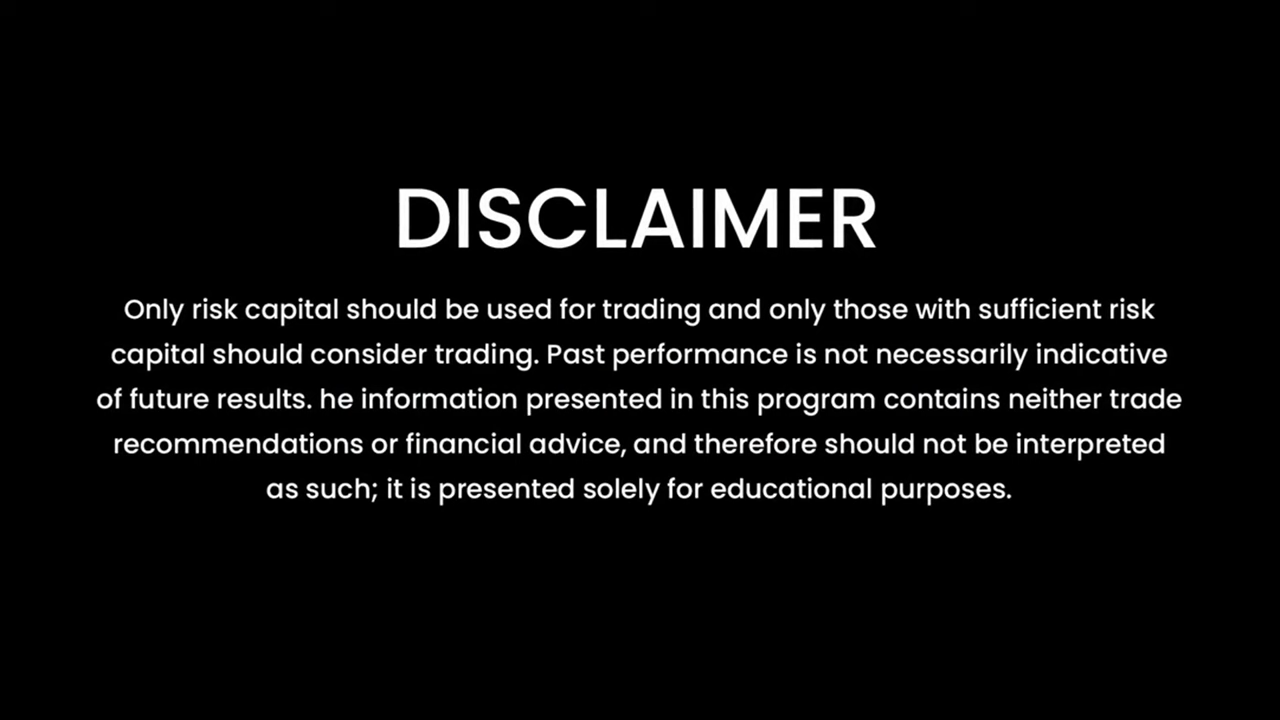 DISCLAIMER
Only risk capital should be used for trading and only those with sufficient risk
capital should consider trading. Past performance is not necessarily indicative
of future results. he information presented in this program contains neither trade
recommendations or financial advice, and therefore should not be interpreted
as such; it is presented solely for educational purposes.